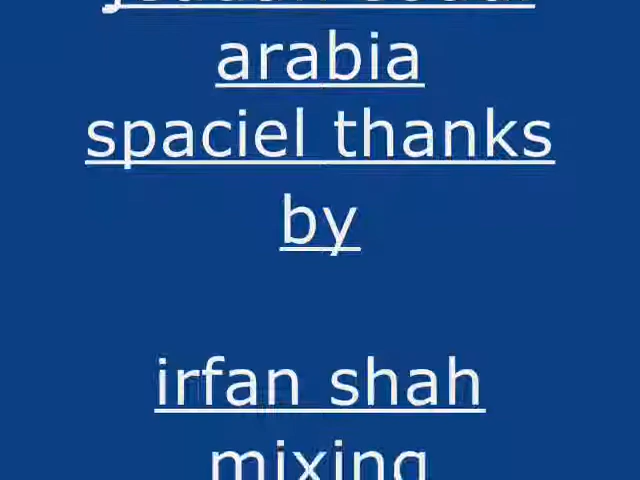 arabia
spaciel thanks
by
irfan shah
mixing